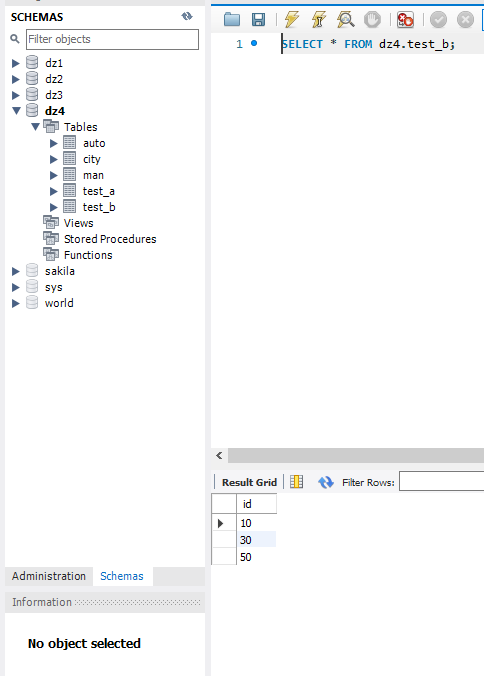 SCHEMAS
Filter objects
dz1
dz2
dz3
dz4
Tables
auto
city
man
test_a
test_b
Views
Stored Procedures
Functions
sakila
sys
world
Administration Schemas
Information
No object selected
1 SELECT * FROM dz4.test_b;
Result Grid Filter Rows:
id
10
30
50